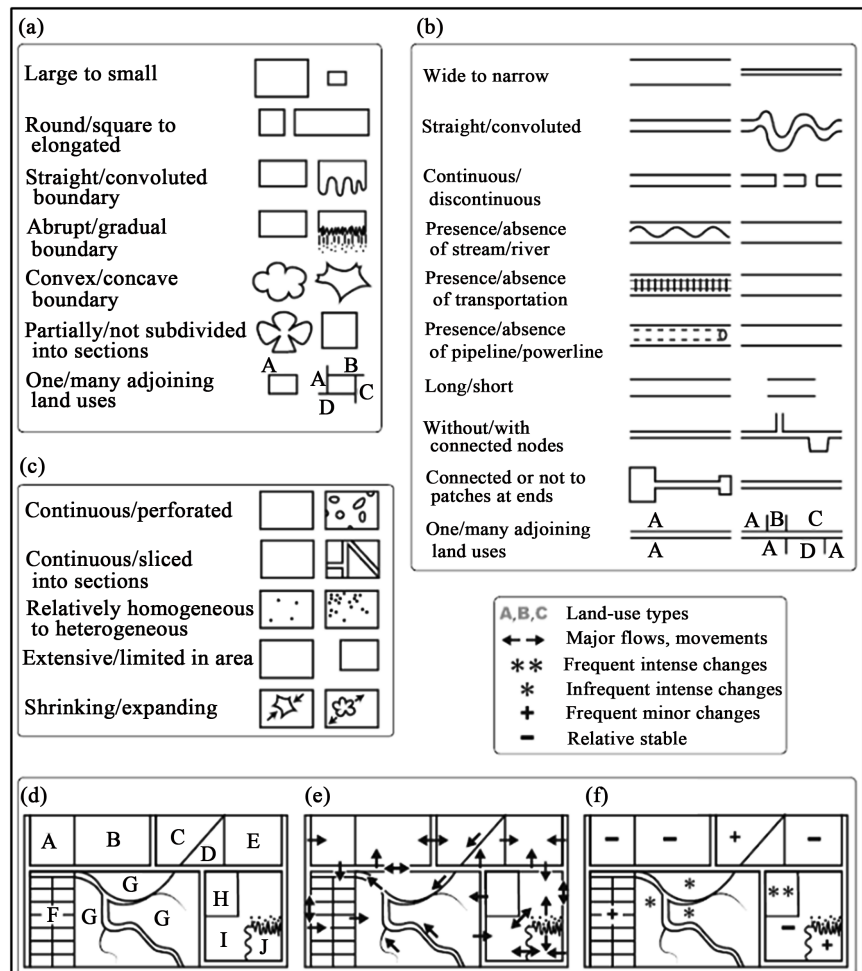 (a)
Large to small
Round/square to
elongated
Straight/convoluted
boundary
Abrupt/gradual
boundary
Convex/concave
boundary
Partially/not subdivided
into sections
One/many adjoining
land uses
A
A
B
C
D
(b)
Wide to narrow
Straight/convoluted
Continuous/
discontinuous
Presence/absence
of stream/river
Presence/absence
of transportation
Presence/absence
of pipeline/powerline
Long/short
Without/with
connected nodes
Connected or not to
patches at ends
One/many adjoining
land uses
A
A
A B C
A D A
(c)
Continuous/perforated
Continuous/sliced
into sections
Relatively homogeneous
to heterogeneous
Extensive/limited in area
Shrinking/expanding
A,B,C Land-use types
Major flows, movements
** Frequent intense changes
* Infrequent intense changes
+ Frequent minor changes
- Relative stable
(d)
A B C D E
F G G G H I J
(e)
(f)
- - + -
+ * * * ** - +